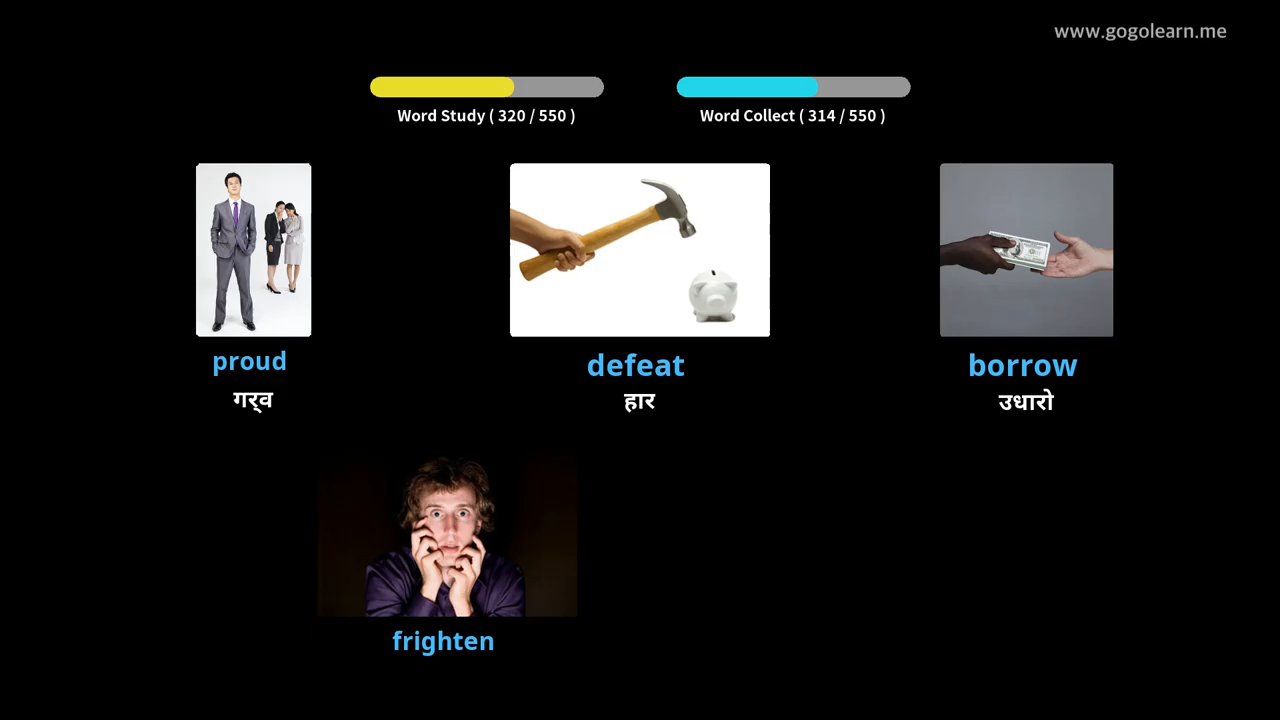 www.gogolearn.me
Word Study ( 320 / 550 )
Word Collect ( 314 / 550 )
proud
गर्‍व
defeat
हार
borrow
उधारो
frighten